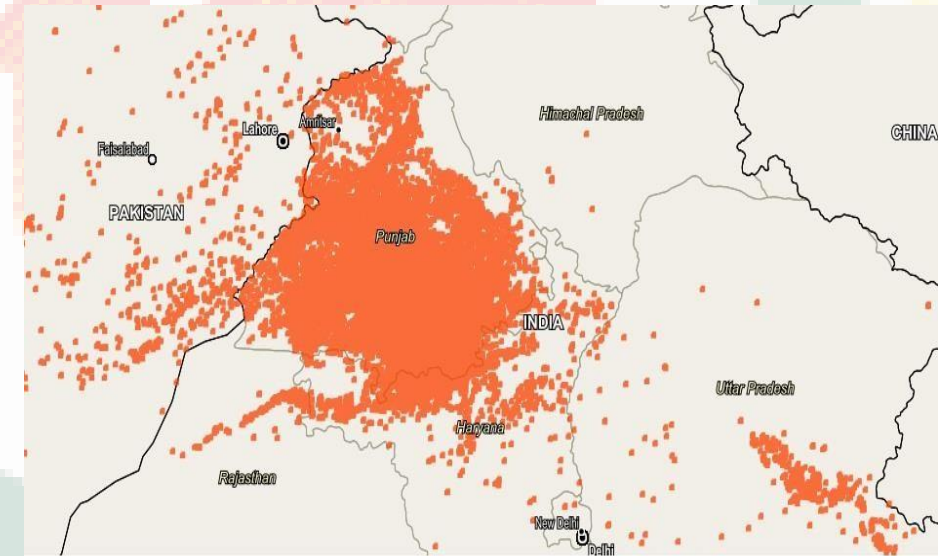 Himachal Pradesh
Amritsar
Lahore
CHINA
Faisalabad
PAKISTAN
Punjab
INDIA
Uttar Pradesh
Haryana
Rajasthan
New Delhi
Delhi